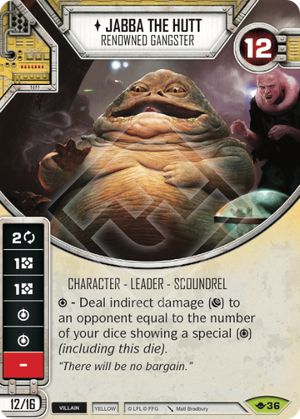 JABBA THE HUTT
RENOWNED GANGSTER
12
2
1
1
-
CHARACTER - LEADER - SCOUNDREL
- Deal indirect damage () to
an opponent equal to the
number
of your dice showing a special ()
(including this die).
"There will be no bargain."
12/16
VILLAIN
YELLOW
© LFL © FFG
Matt Bradbury
36